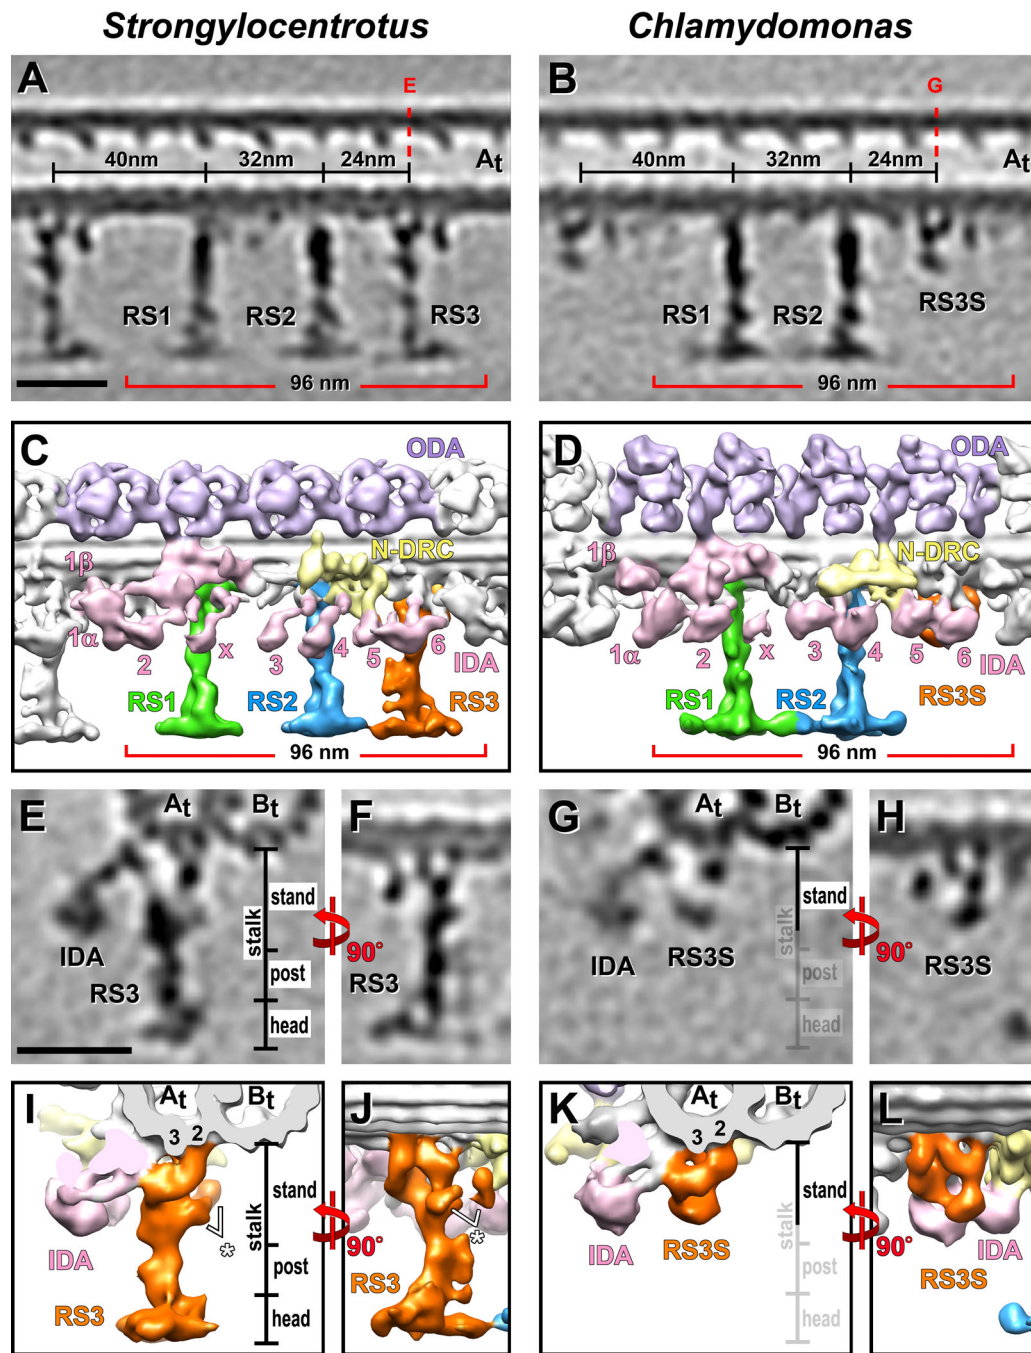 Strongylocentrotus
Chlamydomonas
A
E
40nm
32nm
24nm
At
RS1
RS2
RS3
96 nm
B
G
40nm
32nm
24nm
At
RS1
RS2
RS3S
96 nm
C
ODA
N-DRC
1β
1α
2
x
3
4
5
6
IDA
RS1
RS2
RS3
96 nm
D
ODA
N-DRC
1β
1α
2
x
3
4
5
6
IDA
RS1
RS2
RS3S
96 nm
E
At
Bt
IDA
RS3
stalk
stand
post
head
90°
F
RS3
G
At
Bt
IDA
RS3S
stalk
stand
post
head
90°
H
RS3S
I
At
Bt
3
2
IDA
RS3
*
stalk
stand
post
head
90°
J
*
RS3
K
At
Bt
3
2
IDA
RS3S
stalk
stand
post
head
90°
L
IDA
RS3S